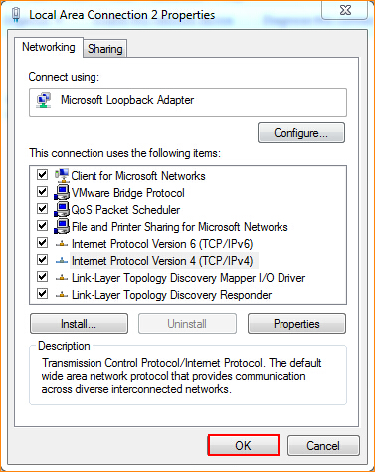 Local Area Connection 2 Properties
Networking
Sharing
Connect using:
Microsoft Loopback Adapter
Configure...
This connection uses the following items:
Client for Microsoft Networks
VMware Bridge Protocol
QoS Packet Scheduler
File and Printer Sharing for Microsoft Networks
Internet Protocol Version 6 (TCP/IPv6)
Internet Protocol Version 4 (TCP/IPv4)
Link-Layer Topology Discovery Mapper I/O Driver
Link-Layer Topology Discovery Responder
Install...
Uninstall
Properties
Description
Transmission Control Protocol/Internet Protocol. The default
wide area network protocol that provides communication
across diverse interconnected networks.
OK
Cancel